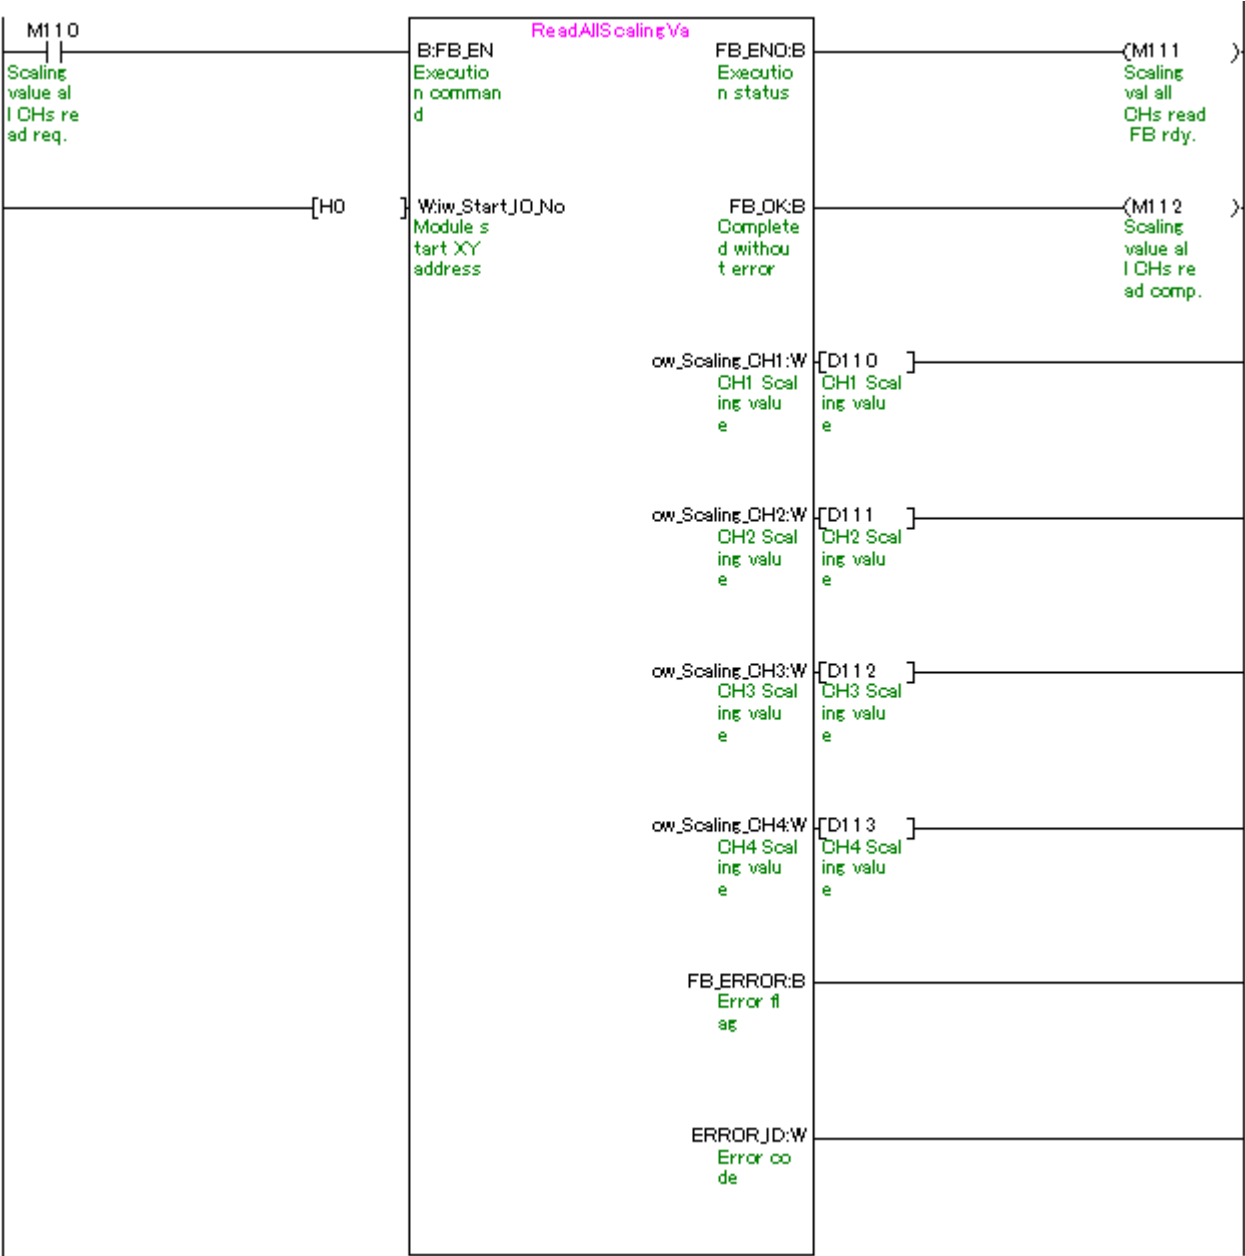 M110
ReadAllScalingVa
B:FB_EN
FB_ENO:B
(M111 )
Scaling
value al
l CHs re
ad req.
Executio
n comman
d
Executio
n status
Scaling
val all
CHs read
FB rdy.
[H0 ]
W:iw_Start_IO_No
FB_OK:B
(M112 )
Module s
tart XY
address
Complete
d withou
t error
Scaling
value al
l CHs re
ad comp.
ow_Scaling_CH1:W
[D110 ]
CH1 Scal
ing valu
e
CH1 Scal
ing valu
e
ow_Scaling_CH2:W
[D111 ]
CH2 Scal
ing valu
e
CH2 Scal
ing valu
e
ow_Scaling_CH3:W
[D112 ]
CH3 Scal
ing valu
e
CH3 Scal
ing valu
e
ow_Scaling_CH4:W
[D113 ]
CH4 Scal
ing valu
e
CH4 Scal
ing valu
e
FB_ERROR:B
Error fl
ag
ERROR_ID:W
Error co
de